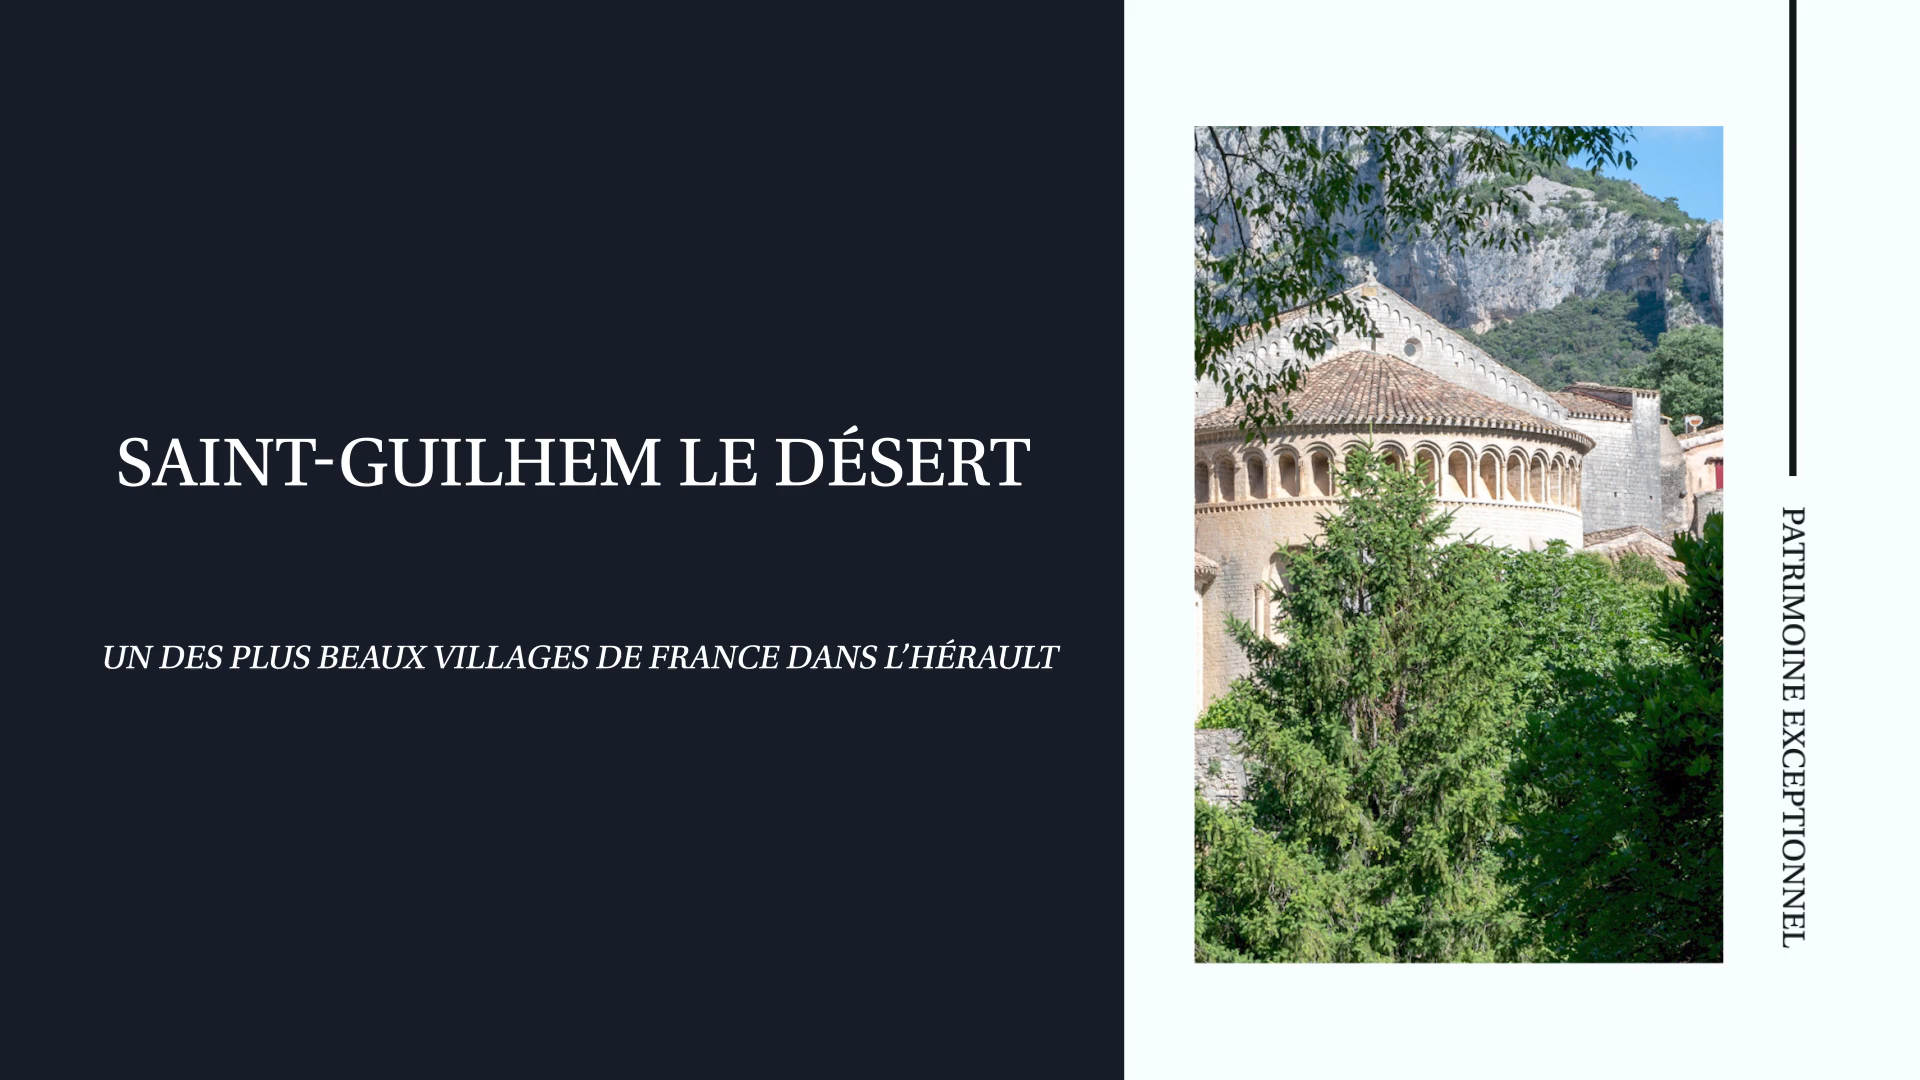 SAINT-GUILHEM LE DÉSERT
UN DES PLUS BEAUX VILLAGES DE FRANCE DANS L’HÉRAULT
PATRIMOINE EXCEPTIONNEL